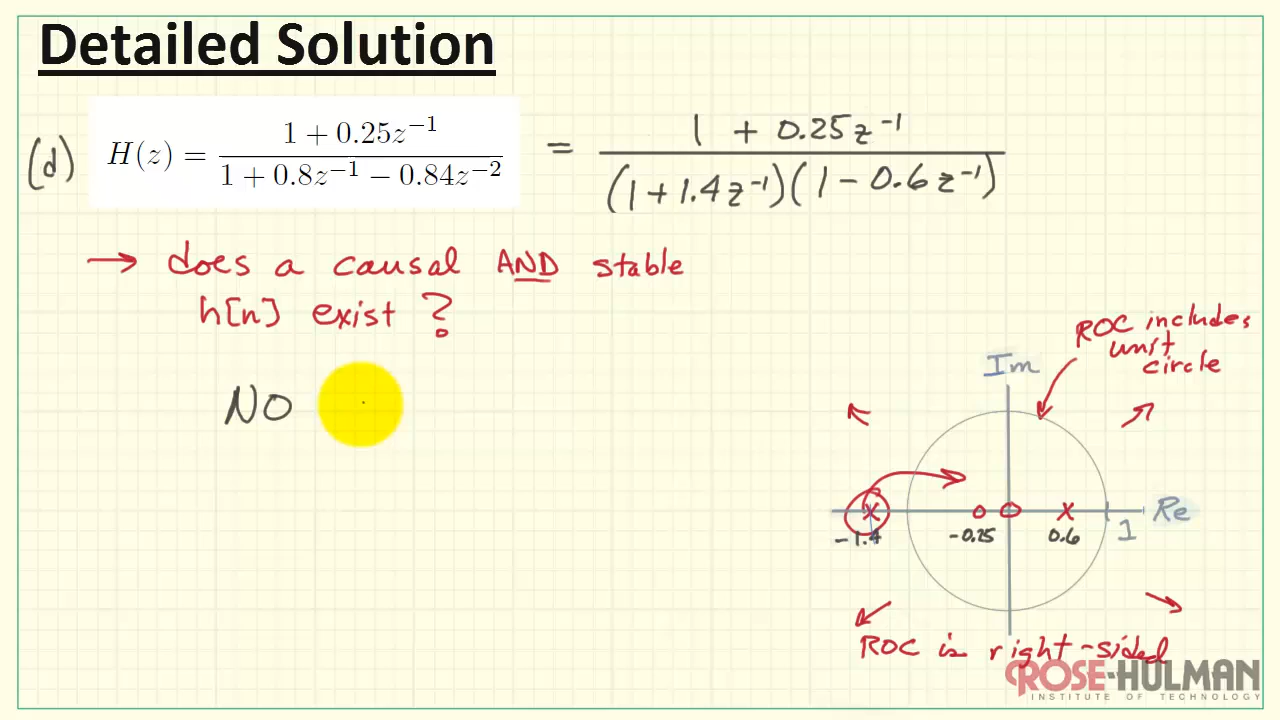 Detailed Solution
(d) H(z) = \frac{1 + 0.25z^{-1}}{1 + 0.8z^{-1} - 0.84z^{-2}} = \frac{1 + 0.25z^{-1}}{(1 + 1.4z^{-1})(1 - 0.6z^{-1})}
→ does a causal AND stable
h[n] exist ?
NO
ROC includes
unit
circle
Im
Re
-1.4
-0.25
0.6
1
ROC is right-sided
ROSE-HULMAN
INSTITUTE OF TECHNOLOGY